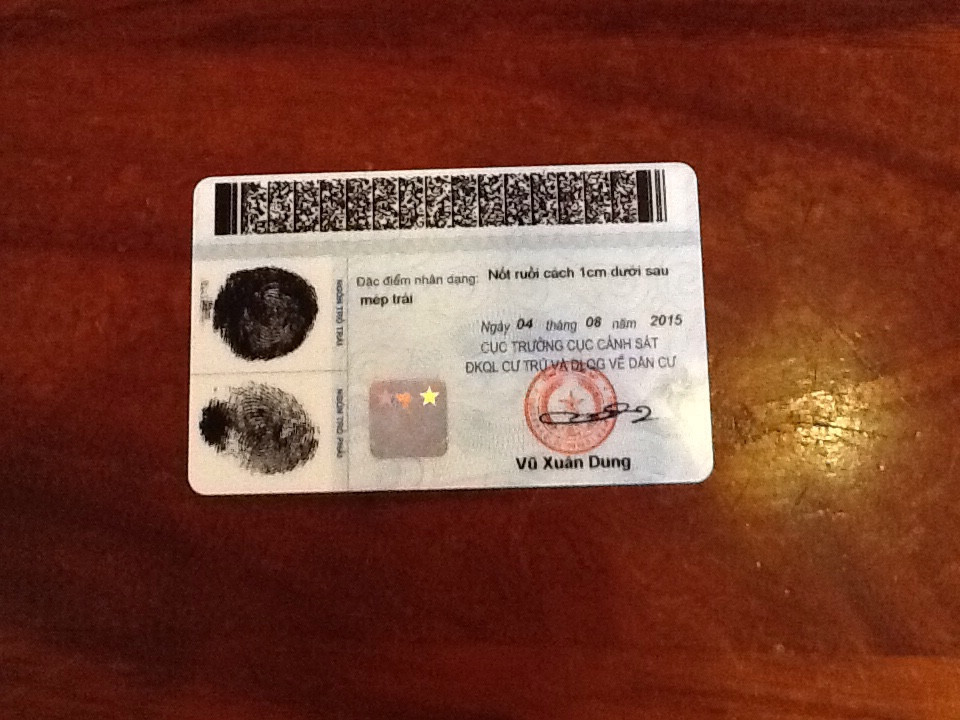 Đặc điểm nhân dạng: Nốt ruồi cách 1cm dưới sau
mép trái
Ngày 04 tháng 08 năm 2015
CỤC TRƯỞNG CỤC CẢNH SÁT
ĐKQL CƯ TRÚ VÀ DLQG VỀ DÂN CƯ
Vũ Xuân Dung
NGÓN TRỎ TRÁI
NGÓN TRỎ PHẢI